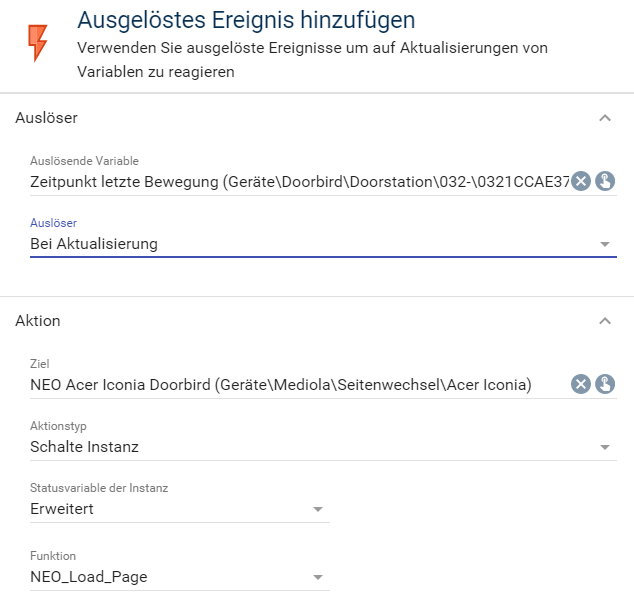 Ausgelöstes Ereignis hinzufügen
Verwenden Sie ausgelöste Ereignisse um auf Aktualisierungen von
Variablen zu reagieren
Auslöser
Auslösende Variable
Zeitpunkt letzte Bewegung (Geräte\Doorbird\Doorstation\032-\0321CCAE37
Auslöser
Bei Aktualisierung
Aktion
Ziel
NEO Acer Iconia Doorbird (Geräte\Mediola\Seitenwechsel\Acer Iconia)
Aktionstyp
Schalte Instanz
Statusvariable der Instanz
Erweitert
Funktion
NEO_Load_Page